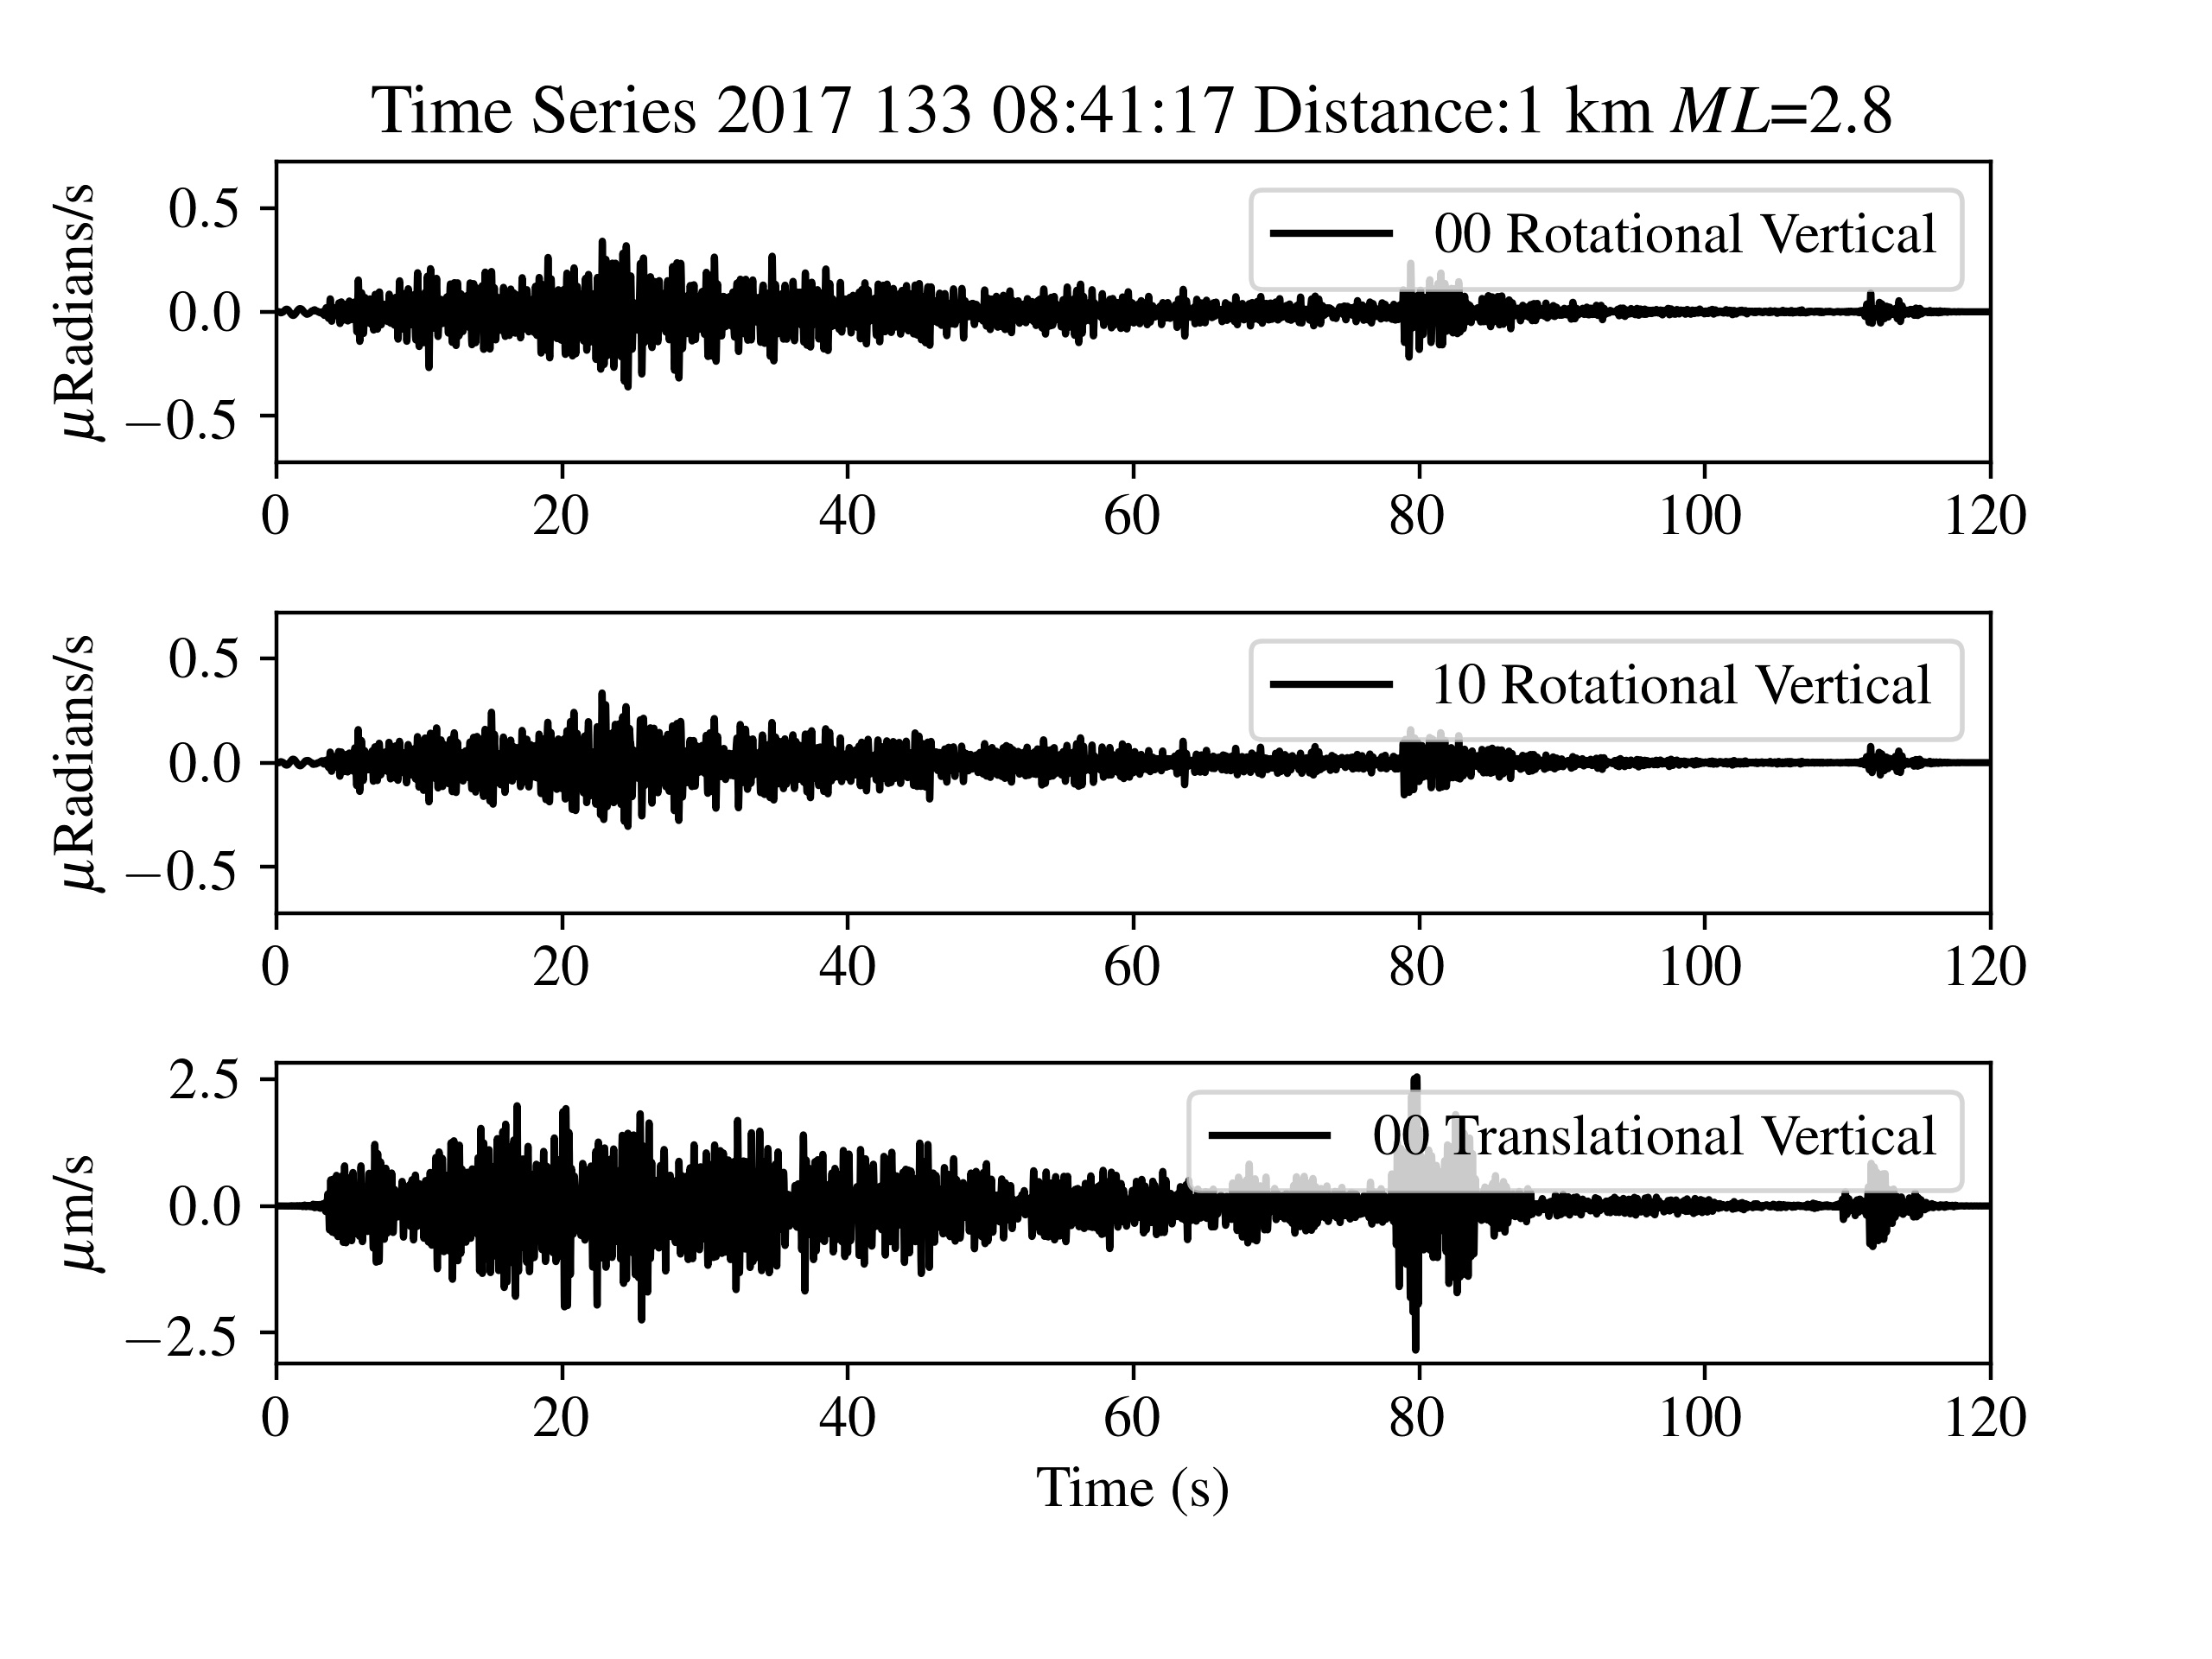 Time Series 2017 133 08:41:17 Distance:1 km ML=2.8
μRadians/s
0.5
0.0
−0.5
00 Rotational Vertical
0 20 40 60 80 100 120
μRadians/s
0.5
0.0
−0.5
10 Rotational Vertical
0 20 40 60 80 100 120
μm/s
2.5
0.0
−2.5
00 Translational Vertical
0 20 40 60 80 100 120
Time (s)